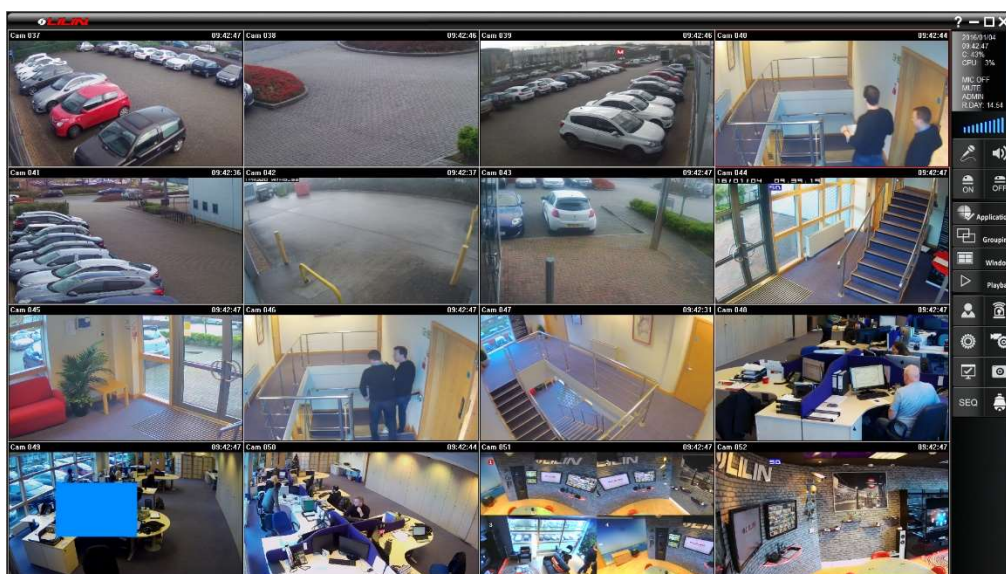 LILIN
? – □ X
Cam 037 09:42:47
Cam 038 09:42:46
Cam 039 09:42:46
Cam 040 09:42:44
2016/01/04
09:42:47
C: 43%
CPU: 3%
MIC OFF
MUTE
ADMIN
R.DAY: 14.54
Cam 041 09:42:36
Cam 042 09:42:37
Cam 043 09:42:47
Cam 044 09:42:47
ON
OFF
Application
Grouping
Window
Playba
Cam 045 09:42:47
Cam 046 09:42:47
Cam 047 09:42:31
Cam 048 09:42:47
SEQ
Cam 049 09:42:47
Cam 050 09:42:44
Cam 051 09:42:47
Cam 052 09:42:47
LILIN
LILIN
3
4